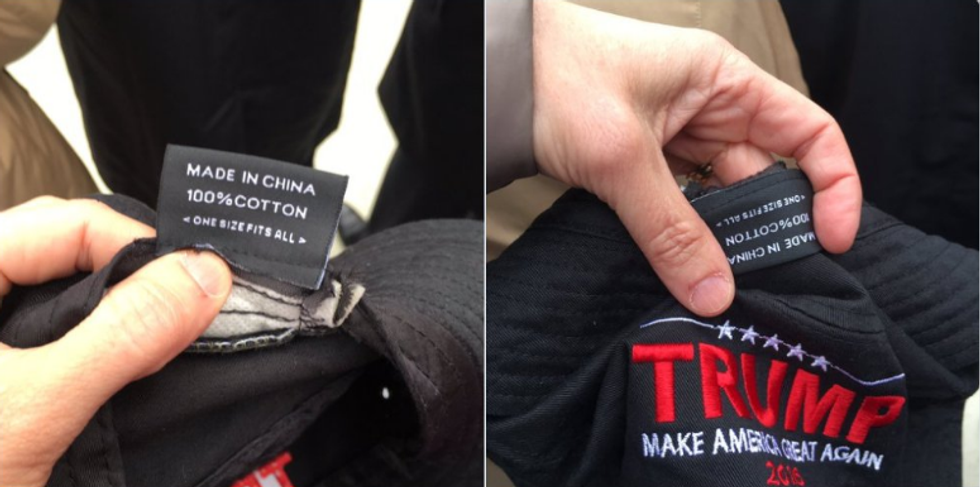 MADE IN CHINA
100%COTTON
<ONE SIZE FITS ALL>
<ONE SIZE FITS ALL>
100%COTTON
MADE IN CHINA
TRUMP
MAKE AMERICA GREAT AGAIN
2016